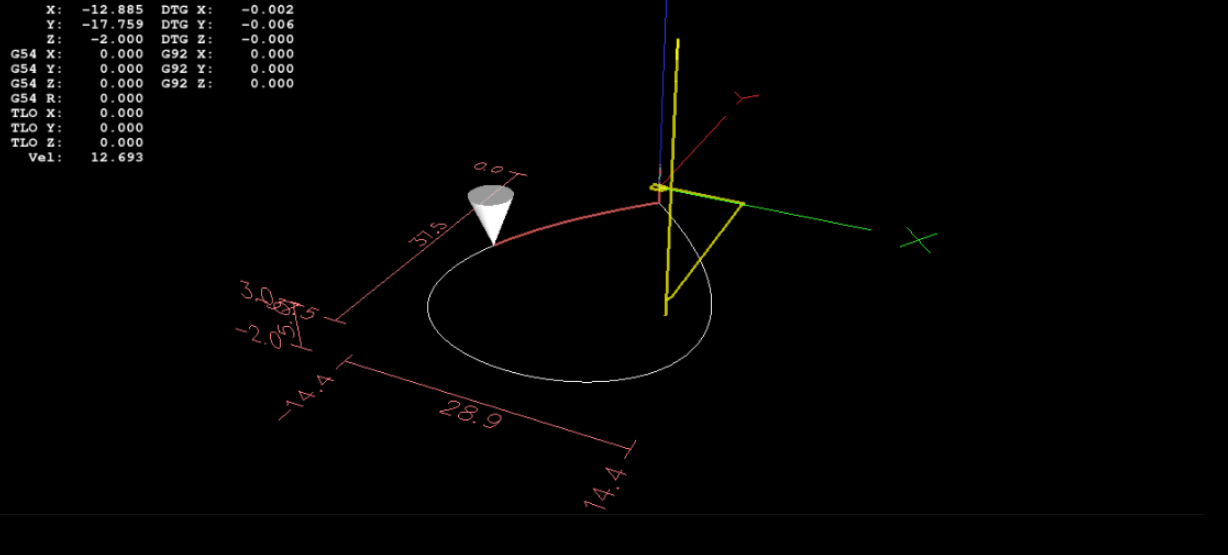 X: -12.885 DTG X: -0.002
Y: -17.759 DTG Y: -0.006
Z: -2.000 DTG Z: -0.000
G54 X: 0.000 G92 X: 0.000
G54 Y: 0.000 G92 Y: 0.000
G54 Z: 0.000 G92 Z: 0.000
G54 R: 0.000
TLO X: 0.000
TLO Y: 0.000
TLO Z: 0.000
Vel: 12.693
Y
0.0
37.5
X
3.0
-2.0
-14.4
28.9
14.4